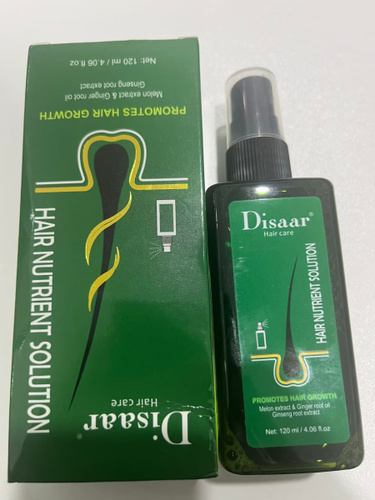 Net: 120 ml / 4.06 fl.oz
Melon extract & Ginger root oil
Ginseng root extract
PROMOTES HAIR GROWTH
HAIR NUTRIENT SOLUTION
Disaar®
Hair care
Disaar®
Hair care
HAIR NUTRIENT SOLUTION
PROMOTES HAIR GROWTH
Melon extract & Ginger root oil
Ginseng root extract
Net: 120 ml / 4.06 fl.oz